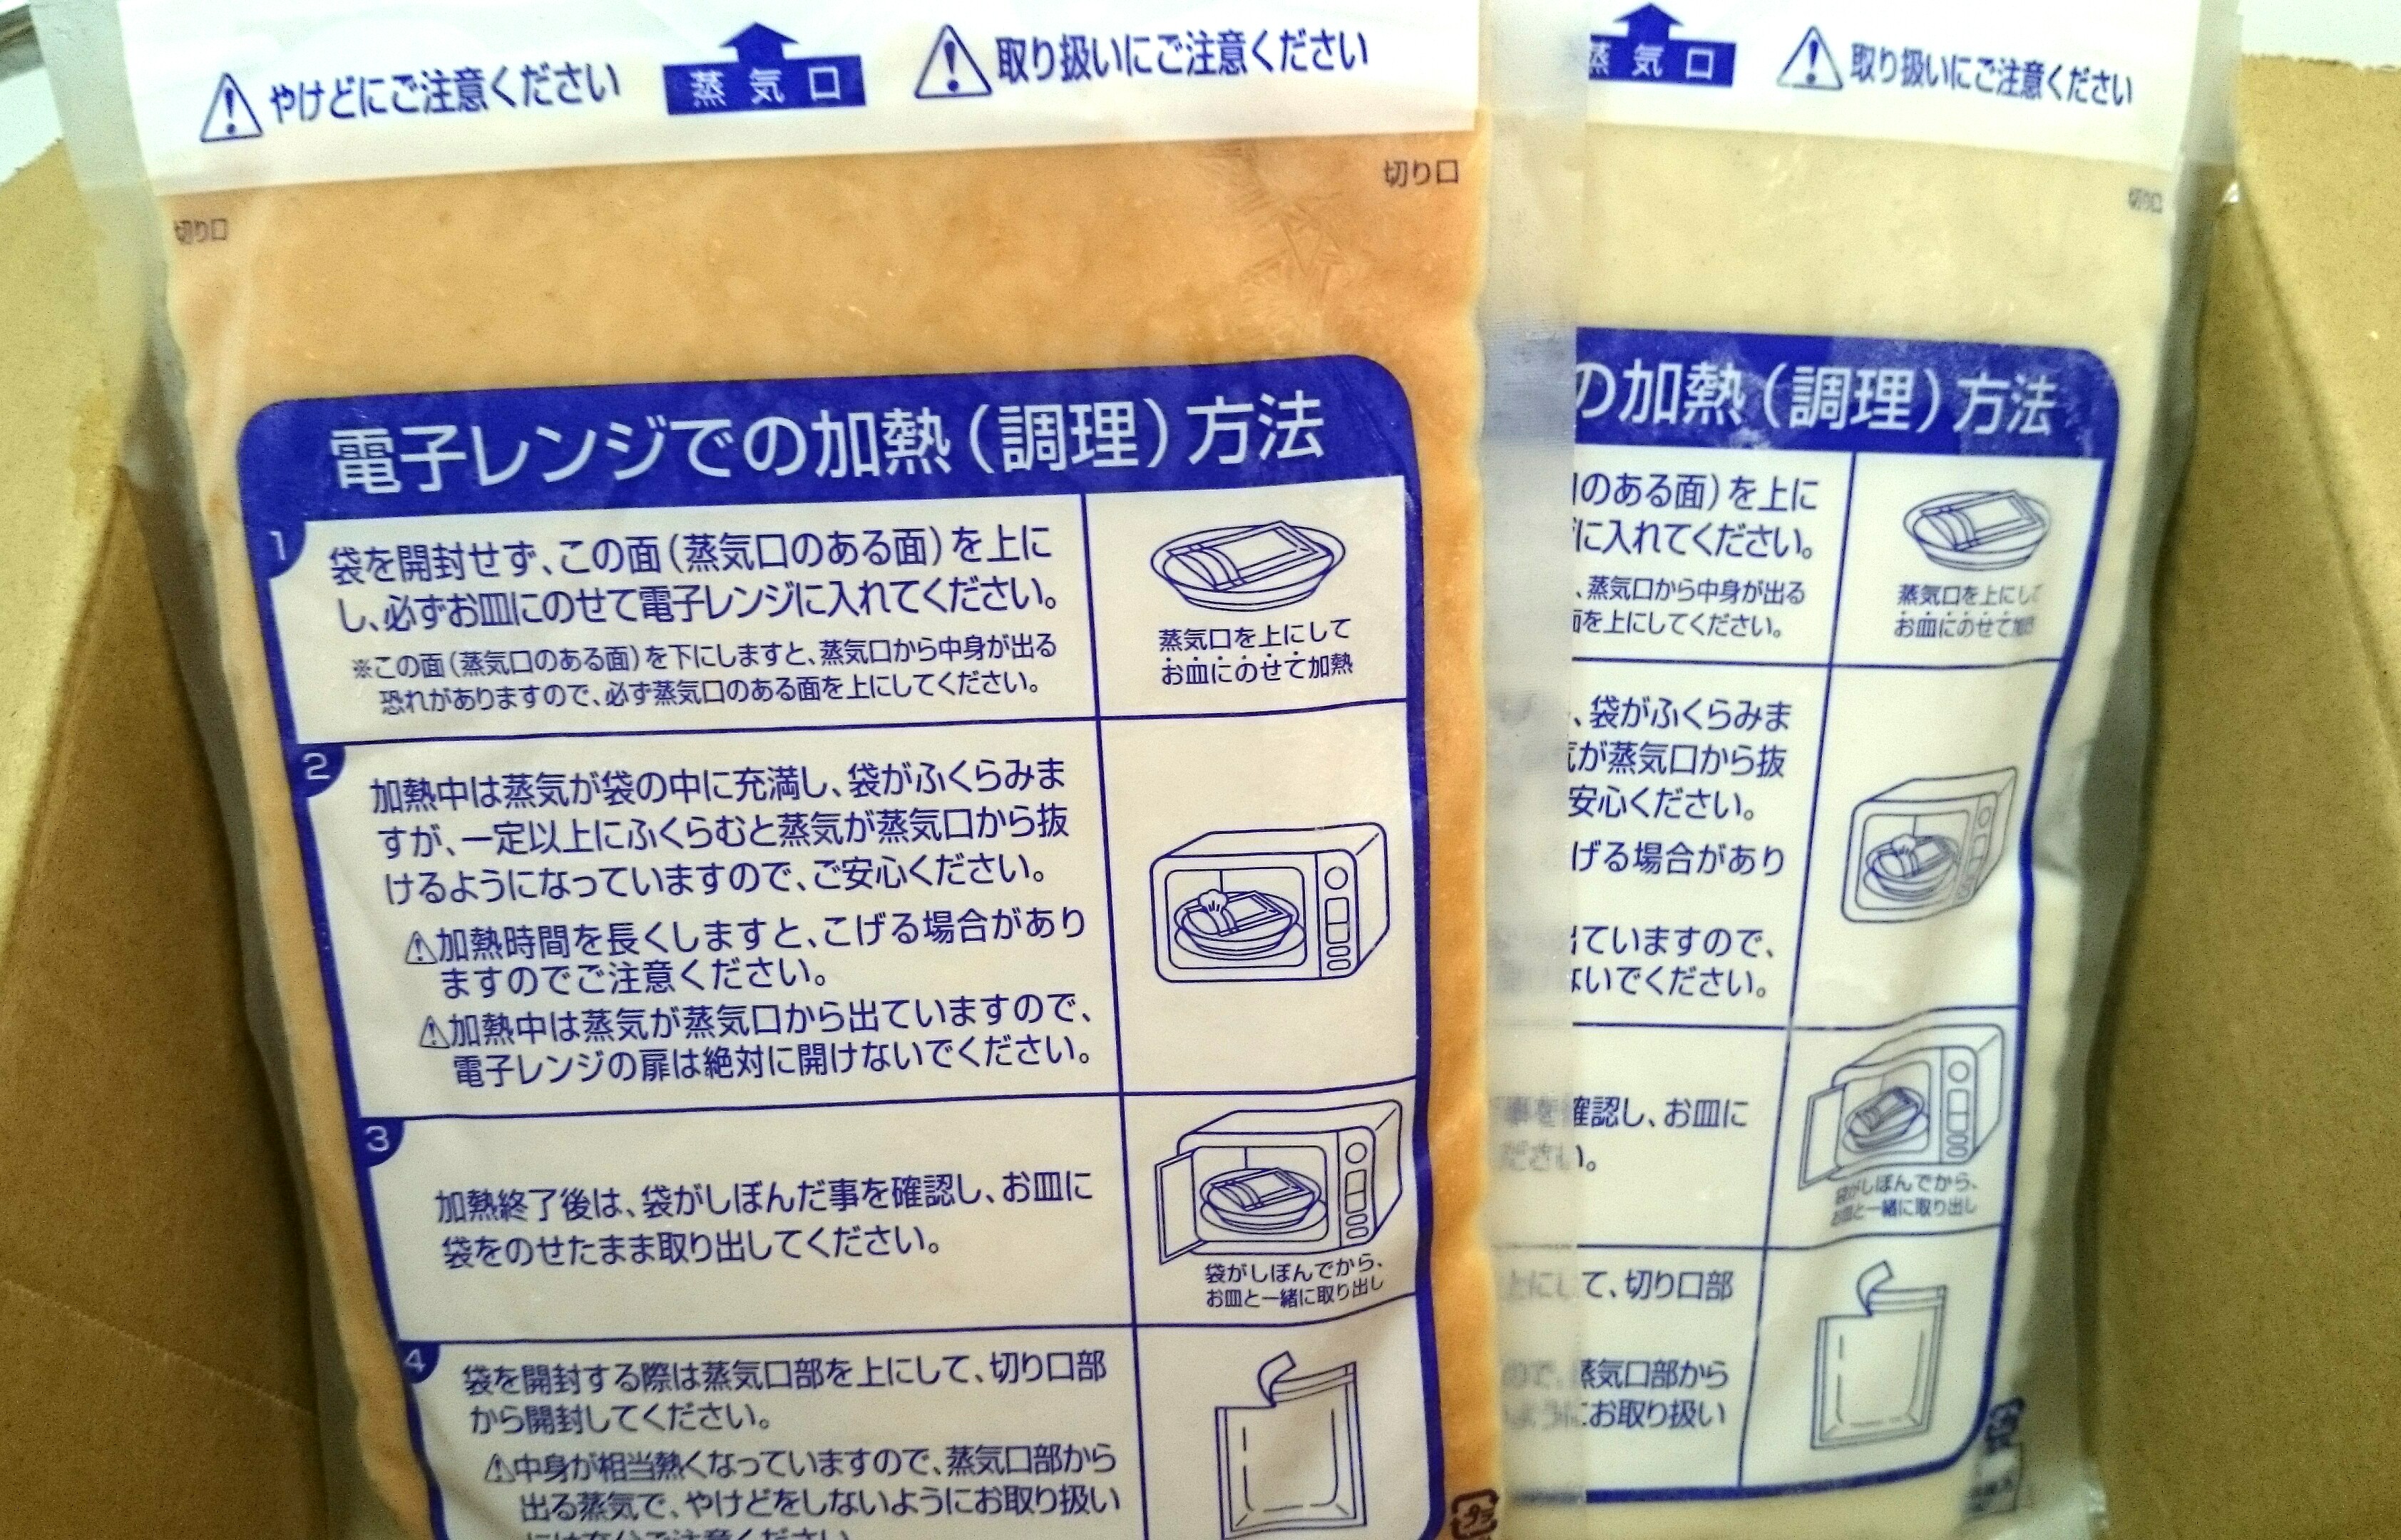 やけどにご注意ください
蒸気口
取り扱いにご注意ください
切り口
切り口
電子レンジでの加熱(調理)方法
1
袋を開封せず、この面(蒸気口のある面)を上に
し、必ずお皿にのせて電子レンジに入れてください。
※この面(蒸気口のある面)を下にしますと、蒸気口から中身が出る
恐れがありますので、必ず蒸気口のある面を上にしてください。
蒸気口を上にして
お皿にのせて加熱
2
加熱中は蒸気が袋の中に充満し、袋がふくらみま
すが、一定以上にふくらむと蒸気が蒸気口から抜
けるようになっていますので、ご安心ください。
⚠加熱時間を長くしますと、こげる場合があり
ますのでご注意ください。
⚠加熱中は蒸気が蒸気口から出ていますので、
電子レンジの扉は絶対に開けないでください。
3
加熱終了後は、袋がしぼんだ事を確認し、お皿に
袋をのせたまま取り出してください。
袋がしぼんでから、
お皿と一緒に取り出し
4
袋を開封する際は蒸気口部を上にして、切り口部
から開封してください。
⚠中身が相当熱くなっていますので、蒸気口部から
出る蒸気で、やけどをしないようにお取り扱い
プラ
蒸気口
取り扱いにご注意ください
切り口
の加熱(調理)方法
のある面)を上に
に入れてください。
、蒸気口から中身が出る
面を上にしてください。
蒸気口を上にして
お皿にのせて加熱
、袋がふくらみま
が蒸気口から抜
安心ください。
げる場合があり
ていますので、
ないでください。
事を確認し、お皿に
ださい。
袋がしぼんでから、
お皿と一緒に取り出し
上にして、切り口部
ので、蒸気口部から
ようにお取り扱い